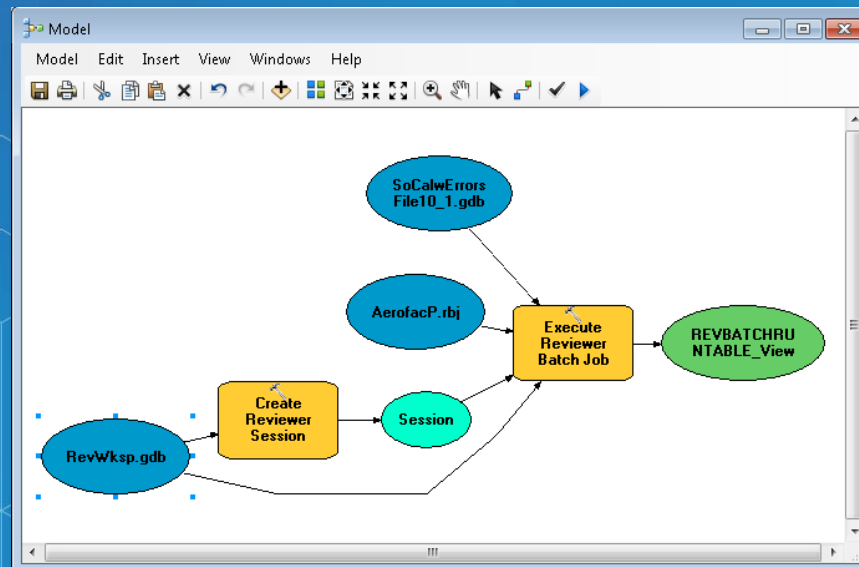 Model
Model Edit Insert View Windows Help
SoCalwErrors
File10_1.gdb
AerofacP.rbj
Execute
Reviewer
Batch Job
REVBATCHRU
NTABLE_View
Create
Reviewer
Session
Session
RevWksp.gdb